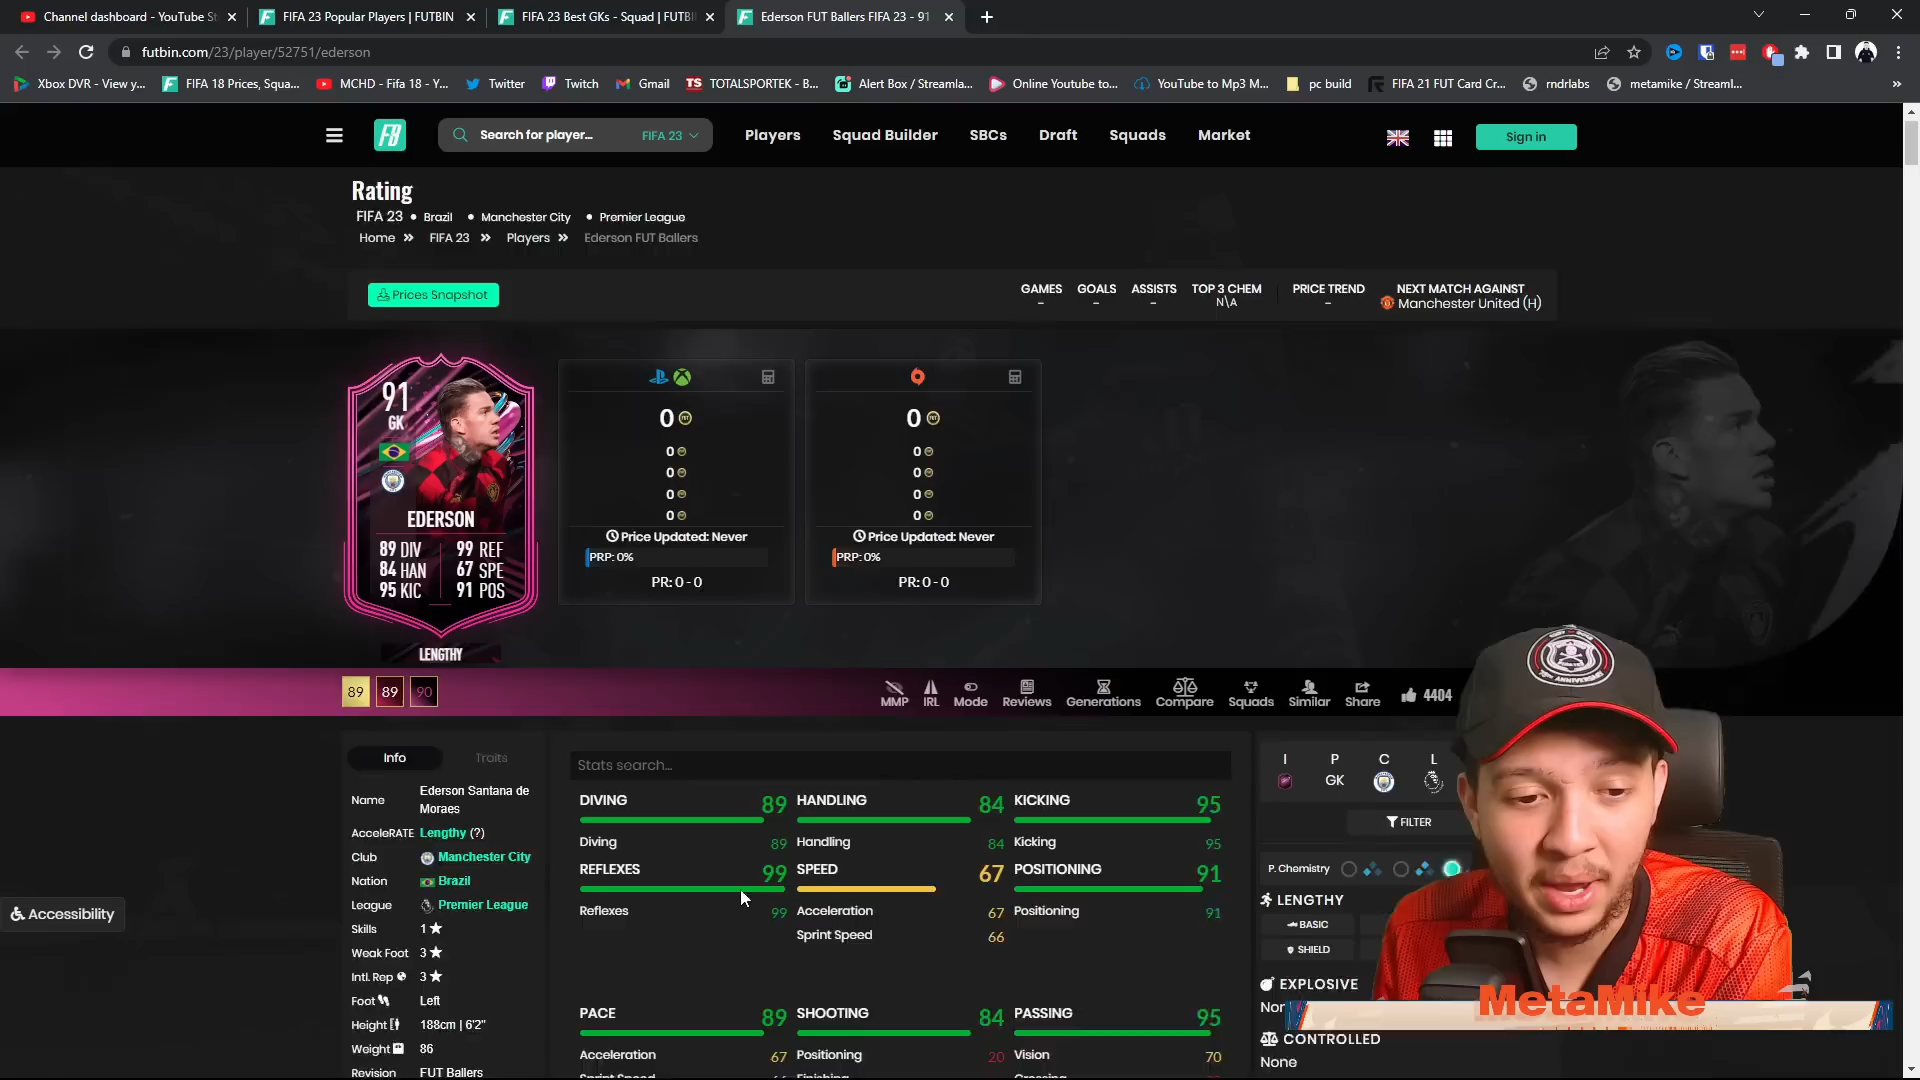 Channel dashboard - YouTube St
FIFA 23 Popular Players | FUTBIN
FIFA 23 Best GKs - Squad | FUTBI
Ederson FUT Ballers FIFA 23 - 91
futbin.com/23/player/52751/ederson
Xbox DVR - View y...
FIFA 18 Prices, Squa...
MCHD - Fifa 18 - Y...
Twitter
Twitch
Gmail
TS TOTALSPORTEK - B...
Alert Box / Streamla...
Online Youtube to...
YouTube to Mp3 M...
pc build
FIFA 21 FUT Card Cr...
rndrlabs
metamike / Streaml...
FB
Search for player...
FIFA 23
Players
Squad Builder
SBCs
Draft
Squads
Market
Sign in
Rating
FIFA 23 • Brazil • Manchester City • Premier League
Home » FIFA 23 » Players » Ederson FUT Ballers
Prices Snapshot
GAMES
-
GOALS
-
ASSISTS
-
TOP 3 CHEM
N\A
PRICE TREND
-
NEXT MATCH AGAINST
Manchester United (H)
91
GK
EDERSON
89 DIV 99 REF
84 HAN 67 SPE
95 KIC 91 POS
LENGTHY
0
0
0
0
0
Price Updated: Never
PRP: 0%
PR: 0 - 0
0
0
0
0
0
Price Updated: Never
PRP: 0%
PR: 0 - 0
89 89 90
MMP
IRL
Mode
Reviews
Generations
Compare
Squads
Similar
Share
4404
Info Traits
Name Ederson Santana de
Moraes
AcceleRATE Lengthy (?)
Club Manchester City
Nation Brazil
League Premier League
Skills 1
Weak Foot 3
Intl. Rep 3
Foot Left
Height 188cm | 6'2"
Weight 86
Revision FUT Ballers
Stats search...
DIVING 89
Diving 89
HANDLING 84
Handling 84
KICKING 95
Kicking 95
REFLEXES 99
Reflexes 99
SPEED 67
Acceleration 67
Sprint Speed 66
POSITIONING 91
Positioning 91
PACE 89
Acceleration 67
SHOOTING 84
Positioning 20
PASSING 95
Vision 70
I P C L
GK
FILTER
P. Chemistry
LENGTHY
BASIC
SHIELD
EXPLOSIVE
CONTROLLED
None
Accessibility
MetaMike